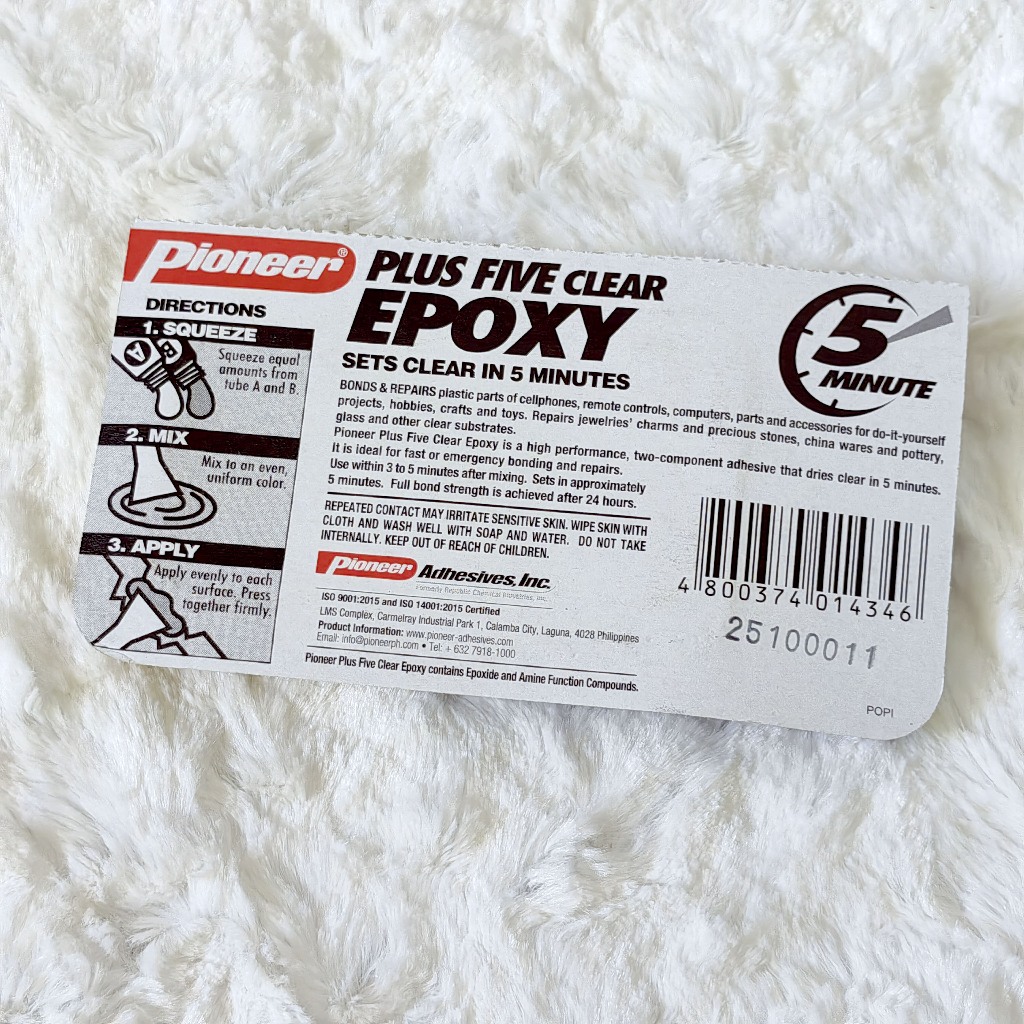 Pioneer®
DIRECTIONS
1. SQUEEZE
A B
Squeeze equal
amounts from
tube A and B.
2. MIX
Mix to an even,
uniform color.
3. APPLY
Apply evenly to each
surface. Press
together firmly.
PLUS FIVE CLEAR
EPOXY
SETS CLEAR IN 5 MINUTES
5
MINUTE
BONDS & REPAIRS plastic parts of cellphones, remote controls, computers, parts and accessories for do-it-yourself
projects, hobbies, crafts and toys. Repairs jewelries' charms and precious stones, china wares and pottery,
glass and other clear substrates.
Pioneer Plus Five Clear Epoxy is a high performance, two-component adhesive that dries clear in 5 minutes.
It is ideal for fast or emergency bonding and repairs.
Use within 3 to 5 minutes after mixing. Sets in approximately
5 minutes. Full bond strength is achieved after 24 hours.
REPEATED CONTACT MAY IRRITATE SENSITIVE SKIN. WIPE SKIN WITH
CLOTH AND WASH WELL WITH SOAP AND WATER. DO NOT TAKE
INTERNALLY. KEEP OUT OF REACH OF CHILDREN.
Pioneer Adhesives, Inc.
Formerly Republic Chemical Industries, Inc.
ISO 9001:2015 and ISO 14001:2015 Certified
LMS Complex, Carmelray Industrial Park 1, Calamba City, Laguna, 4028 Philippines
Product Information: www.pioneer-adhesives.com
Email: info@pioneerph.com • Tel: + 632 7918-1000
Pioneer Plus Five Clear Epoxy contains Epoxide and Amine Function Compounds.
4 800374 014346
25100011
POPI